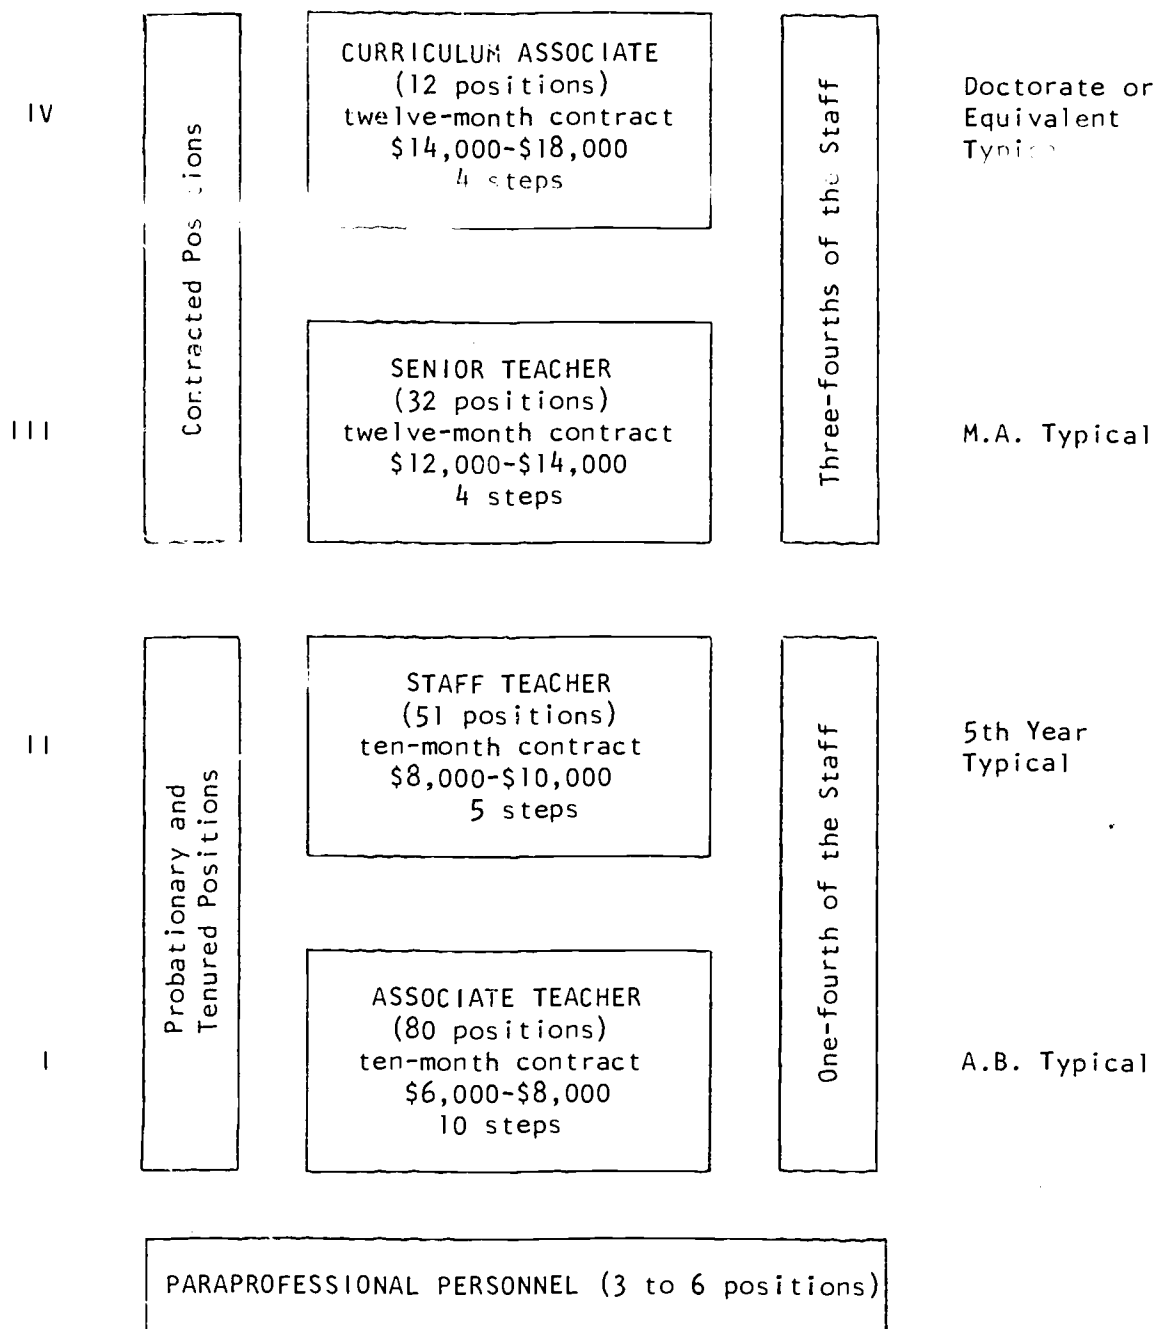 IV
Contracted Positions
CURRICULUM ASSOCIATE
(12 positions)
twelve-month contract
$14,000-$18,000
4 steps
Three-fourths of the Staff
Doctorate or
Equivalent
III
SENIOR TEACHER
(32 positions)
twelve-month contract
$12,000-$14,000
4 steps
M.A. Typical
II
Probationary and
Tenured Positions
STAFF TEACHER
(51 positions)
ten-month contract
$8,000-$10,000
5 steps
One-fourth of the Staff
5th Year
Typical
I
ASSOCIATE TEACHER
(80 positions)
ten-month contract
$6,000-$8,000
10 steps
A.B. Typical
PARAPROFESSIONAL PERSONNEL (3 to 6 positions)